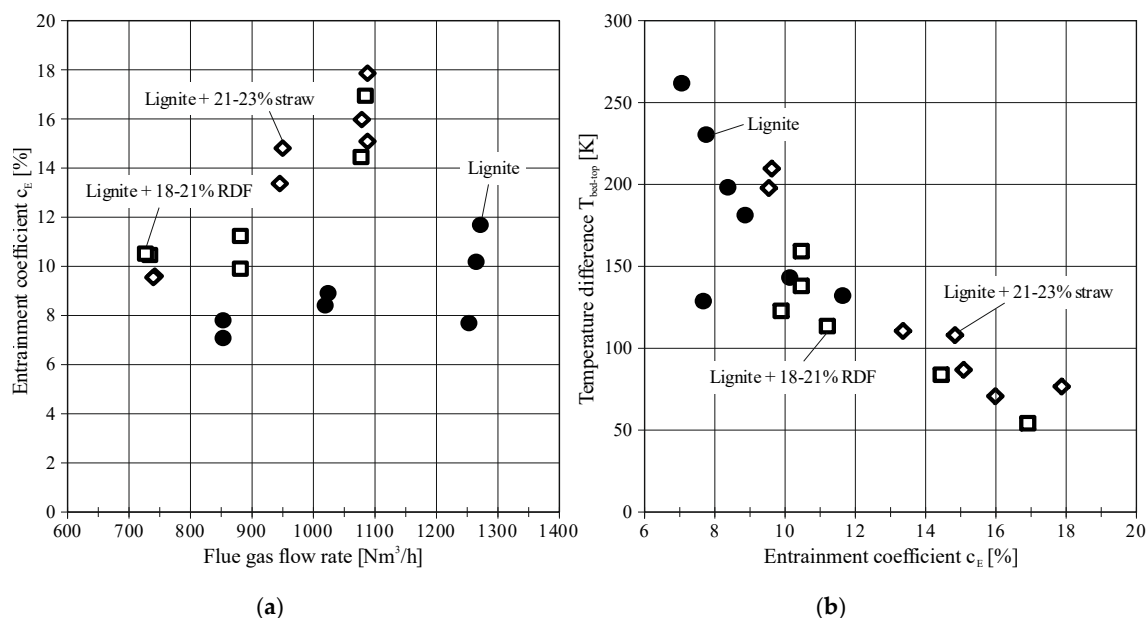 20
18
16
14
12
10
8
6
4
2
0
600 700 800 900 1000 1100 1200 1300 1400
Entrainment coefficient c_E [%]
Flue gas flow rate [Nm³/h]
Lignite + 21-23% straw
Lignite
Lignite + 18-21% RDF
(a)
300
250
200
150
100
50
0
6 8 10 12 14 16 18 20
Temperature difference T_bed-top [K]
Entrainment coefficient c_E [%]
Lignite
Lignite + 21-23% straw
Lignite + 18-21% RDF
(b)